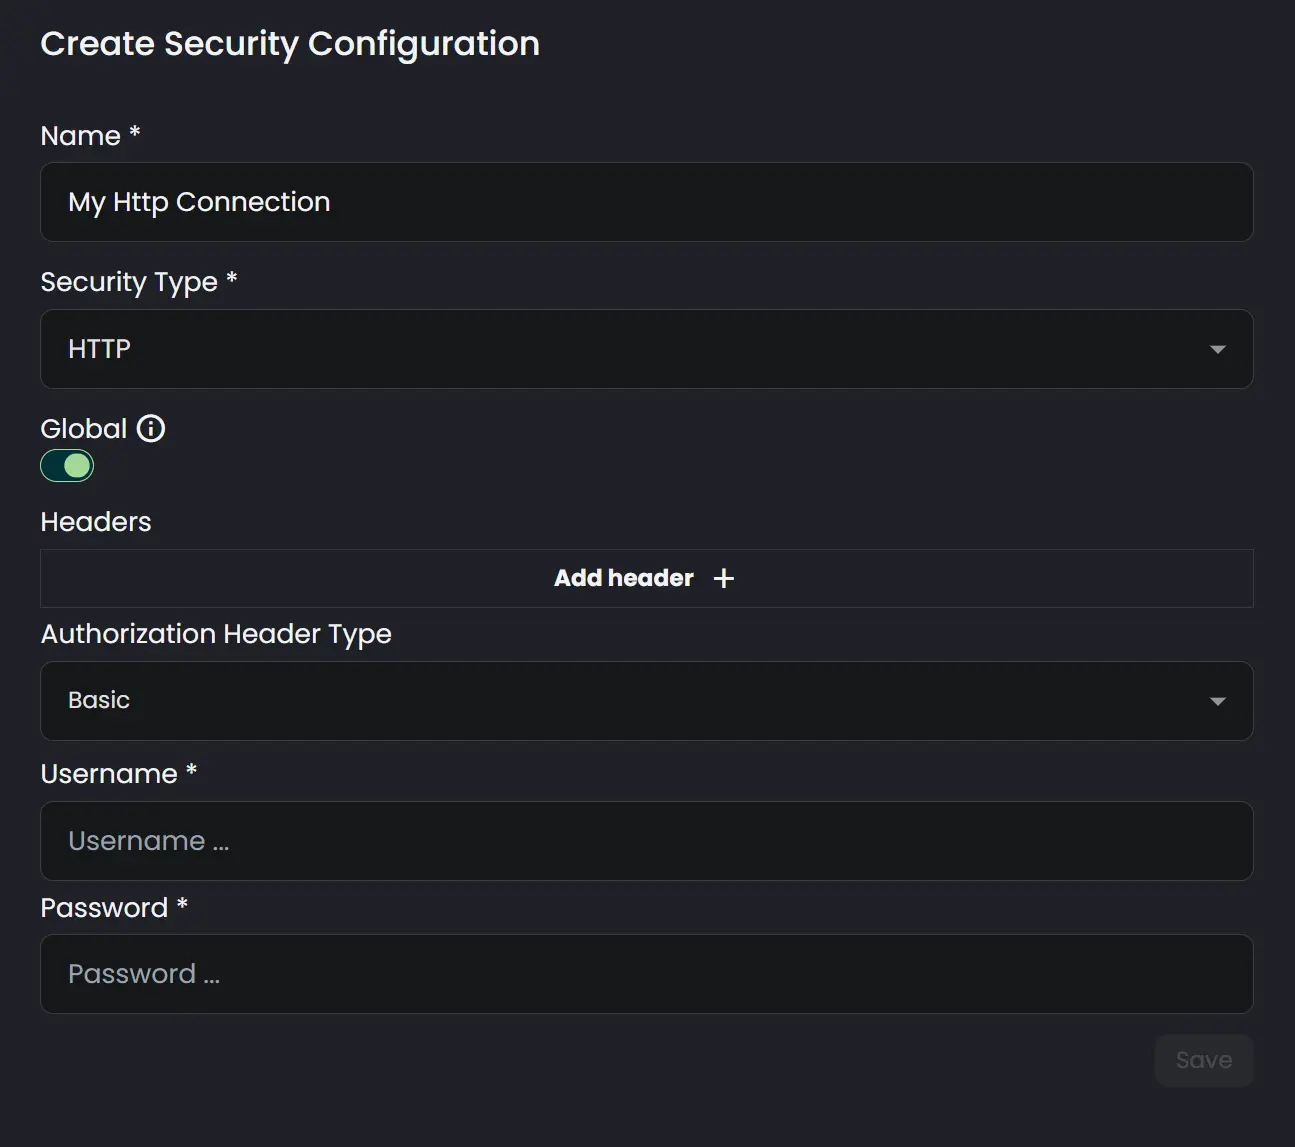 Create Security Configuration
Name *
My Http Connection
Security Type *
HTTP
Global
Headers
Add header +
Authorization Header Type
Basic
Username *
Username ...
Password *
Password ...
Save